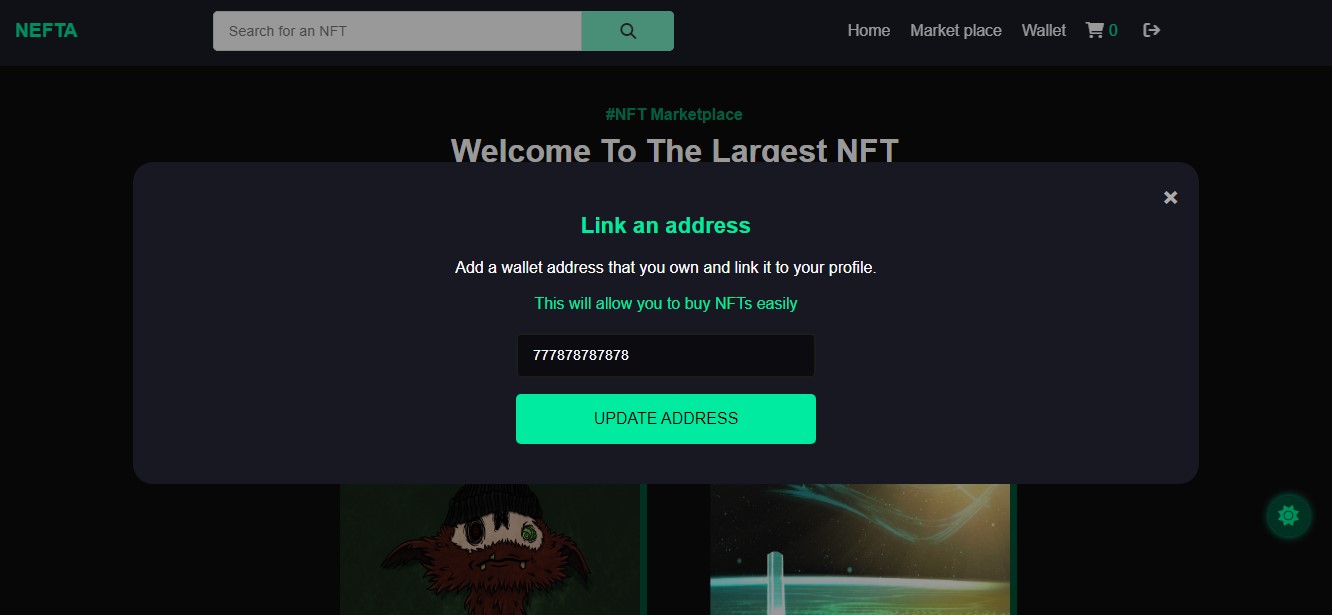 NEFTA
Search for an NFT
Home
Market place
Wallet
0
#NFT Marketplace
Welcome To The Largest NFT
Link an address
Add a wallet address that you own and link it to your profile.
This will allow you to buy NFTs easily
777878787878
UPDATE ADDRESS